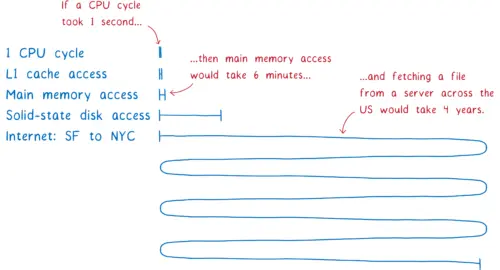 If a CPU cycle
took 1 second...
1 CPU cycle
L1 cache access
Main memory access
Solid-state disk access
Internet: SF to NYC
...then main memory access
would take 6 minutes...
...and fetching a file
from a server across the
US would take 4 years.